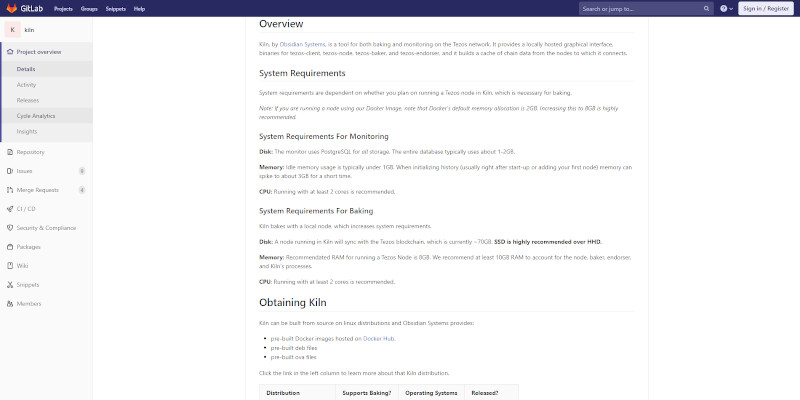 GitLab Projects Groups Snippets Help Search or jump to... Sign in / Register
K kiln
Project overview
Details
Activity
Releases
Cycle Analytics
Insights
Repository
Issues
Merge Requests 4
CI / CD
Security & Compliance
Packages
Wiki
Snippets
Members
Overview
Kiln, by Obsidian Systems, is a tool for both baking and monitoring on the Tezos network. It provides a locally hosted graphical interface,
binaries for tezos-client, tezos-node, tezos-baker, and tezos-endorser, and it builds a cache of chain data from the nodes to which it connects.
System Requirements
System requirements are dependent on whether you plan on running a Tezos node in Kiln, which is necessary for baking.
Note: If you are running a node using our Docker Image, note that Docker's default memory allocation is 2GB. Increasing this to 8GB is highly
recommended.
System Requirements For Monitoring
Disk: The monitor uses PostgreSQL for all storage. The entire database typically uses about 1-2GB.
Memory: Idle memory usage is typically under 1GB. When initializing history (usually right after start-up or adding your first node) memory can
spike to about 3GB for a short time.
CPU: Running with at least 2 cores is recommended.
System Requirements For Baking
Kiln bakes with a local node, which increases system requirements.
Disk: A node running in Kiln will sync with the Tezos blockchain, which is currently ~70GB. SSD is highly recommended over HHD.
Memory: Recommendated RAM for running a Tezos Node is 8GB. We recommend at least 10GB RAM to account for the node, baker, endorser,
and Kiln's processes.
CPU: Running with at least 2 cores is recommended.
Obtaining Kiln
Kiln can be built from source on linux distributions and Obsidian Systems provides:
pre-built Docker images hosted on Docker Hub.
pre-built deb files
pre-built ova files
Click the link in the left column to learn more about that Kiln distribution.
Distribution Supports Baking? Operating Systems Released?